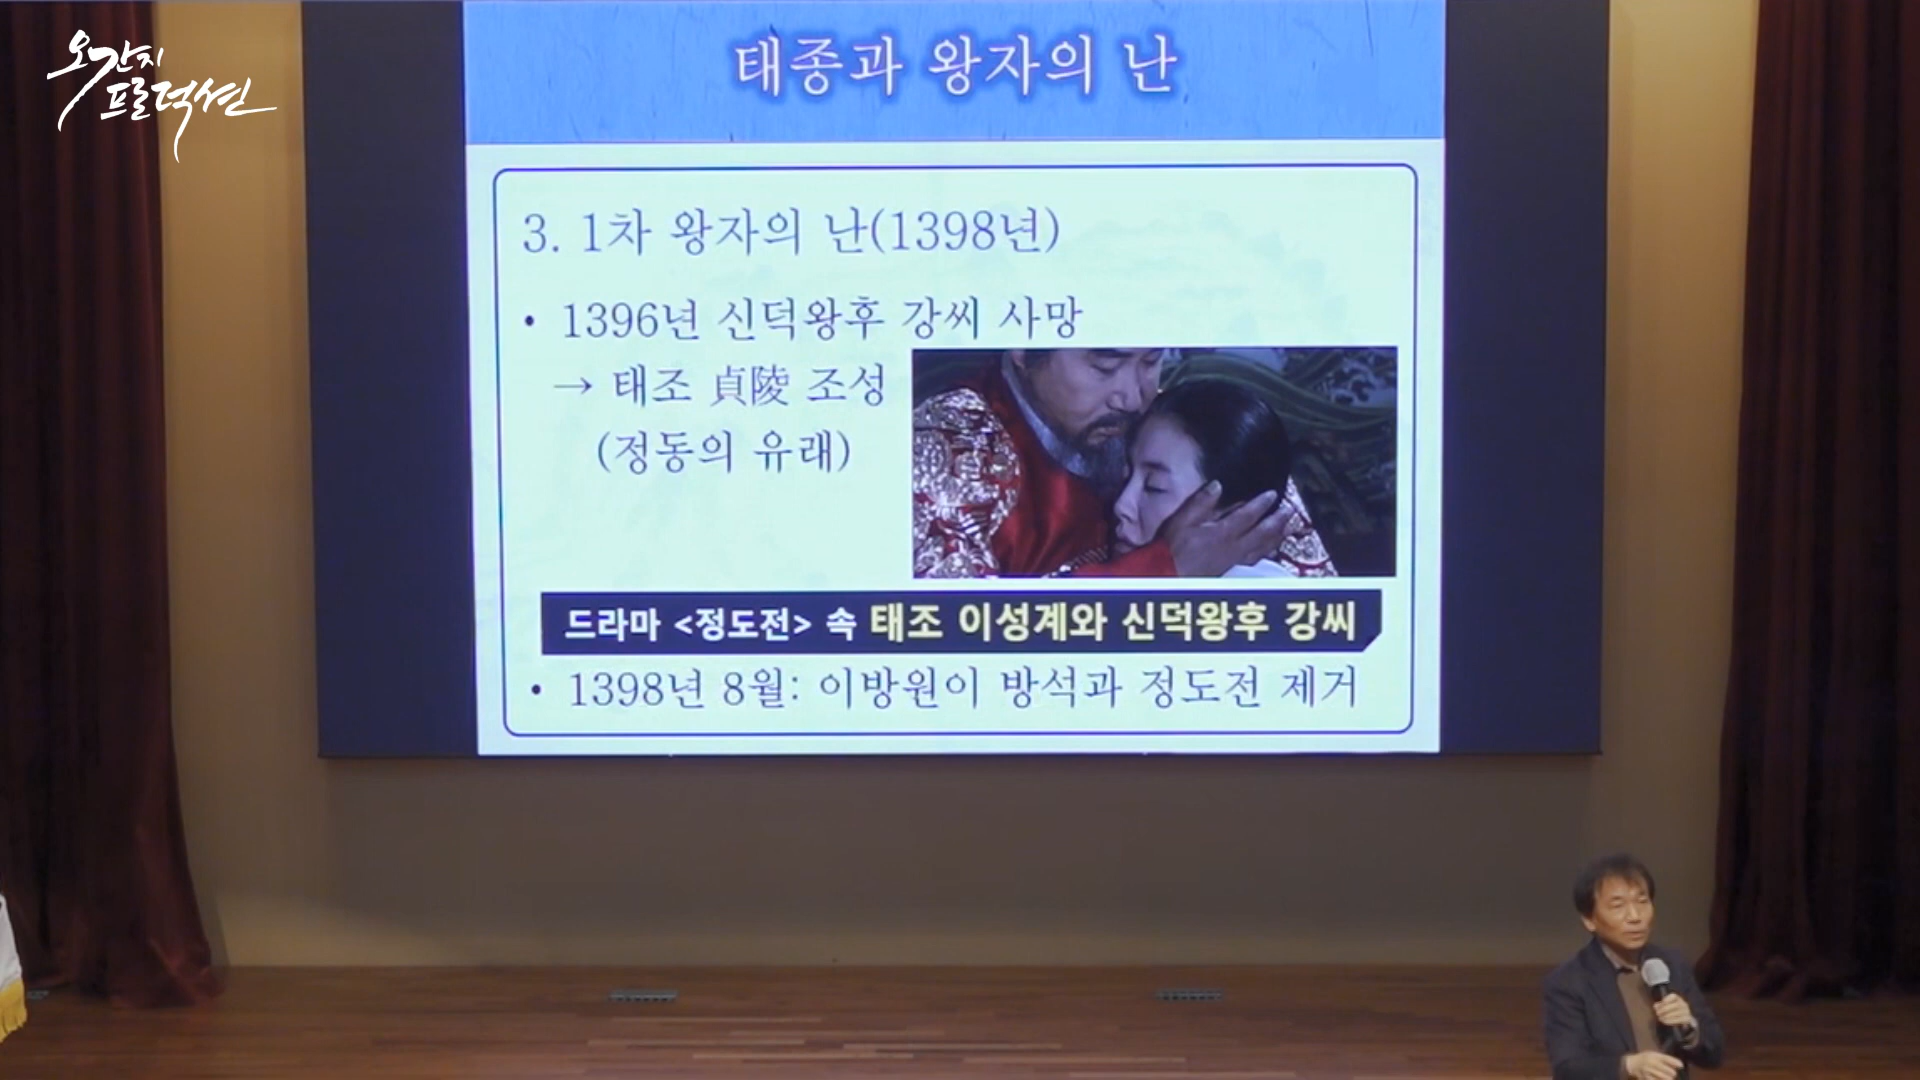 오간지
프로덕션
태종과 왕자의 난
3. 1차 왕자의 난(1398년)
• 1396년 신덕왕후 강씨 사망
→ 태조 貞陵 조성
(정동의 유래)
드라마 <정도전> 속 태조 이성계와 신덕왕후 강씨
• 1398년 8월: 이방원이 방석과 정도전 제거